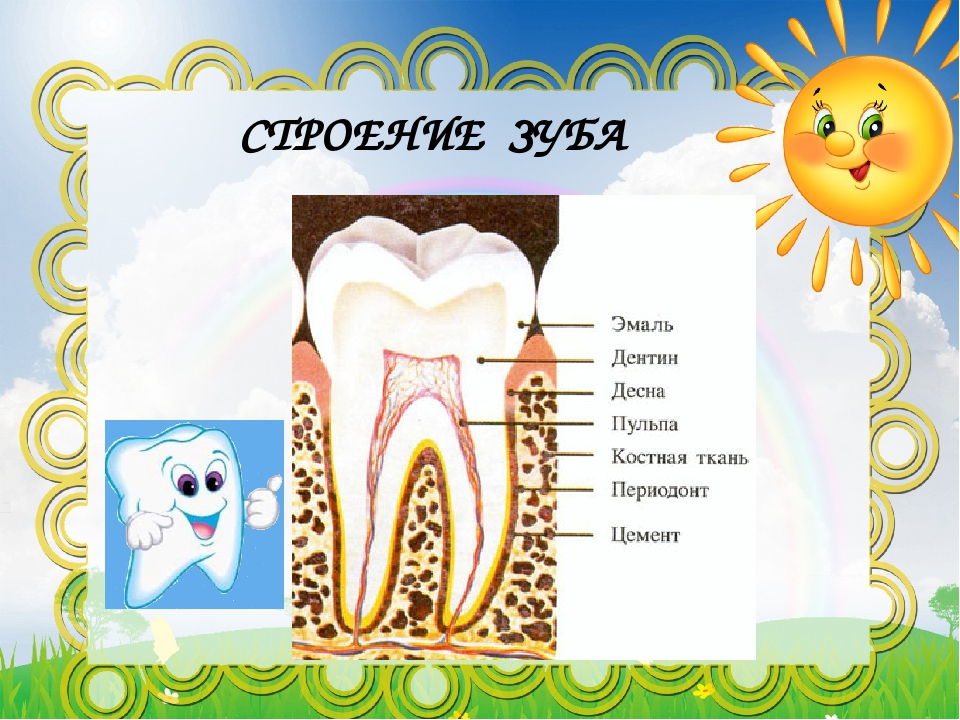 СТРОЕНИЕ ЗУБА
Эмаль
Дентин
Десна
Пульпа
Костная ткань
Периодонт
Цемент